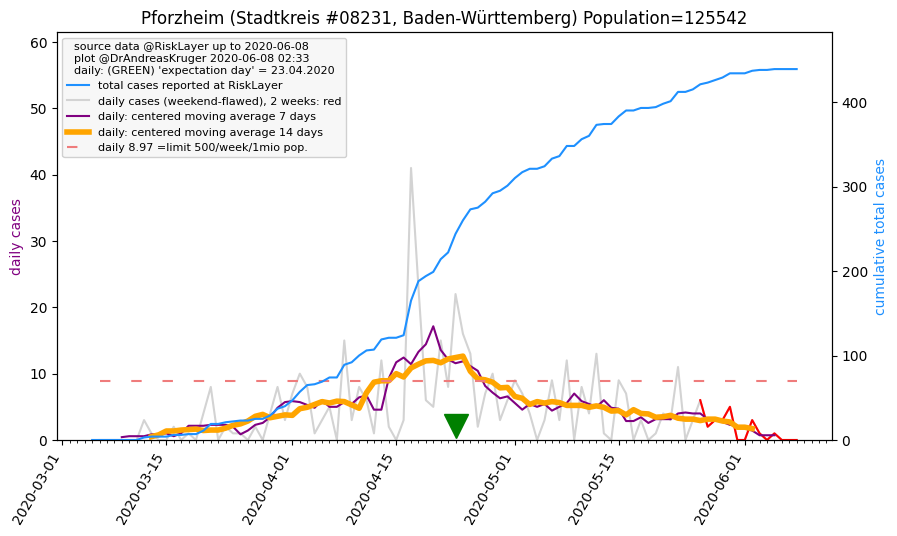 Pforzheim (Stadtkreis #08231, Baden-Württemberg) Population=125542
source data @RiskLayer up to 2020-06-08
plot @DrAndreasKruger 2020-06-08 02:33
daily: (GREEN) 'expectation day' = 23.04.2020
total cases reported at RiskLayer
daily cases (weekend-flawed), 2 weeks: red
daily: centered moving average 7 days
daily: centered moving average 14 days
daily 8.97 =limit 500/week/1mio pop.
daily cases
60
50
40
30
20
10
0
400
300
200
100
0
cumulative total cases
2020-03-01
2020-03-15
2020-04-01
2020-04-15
2020-05-01
2020-05-15
2020-06-01